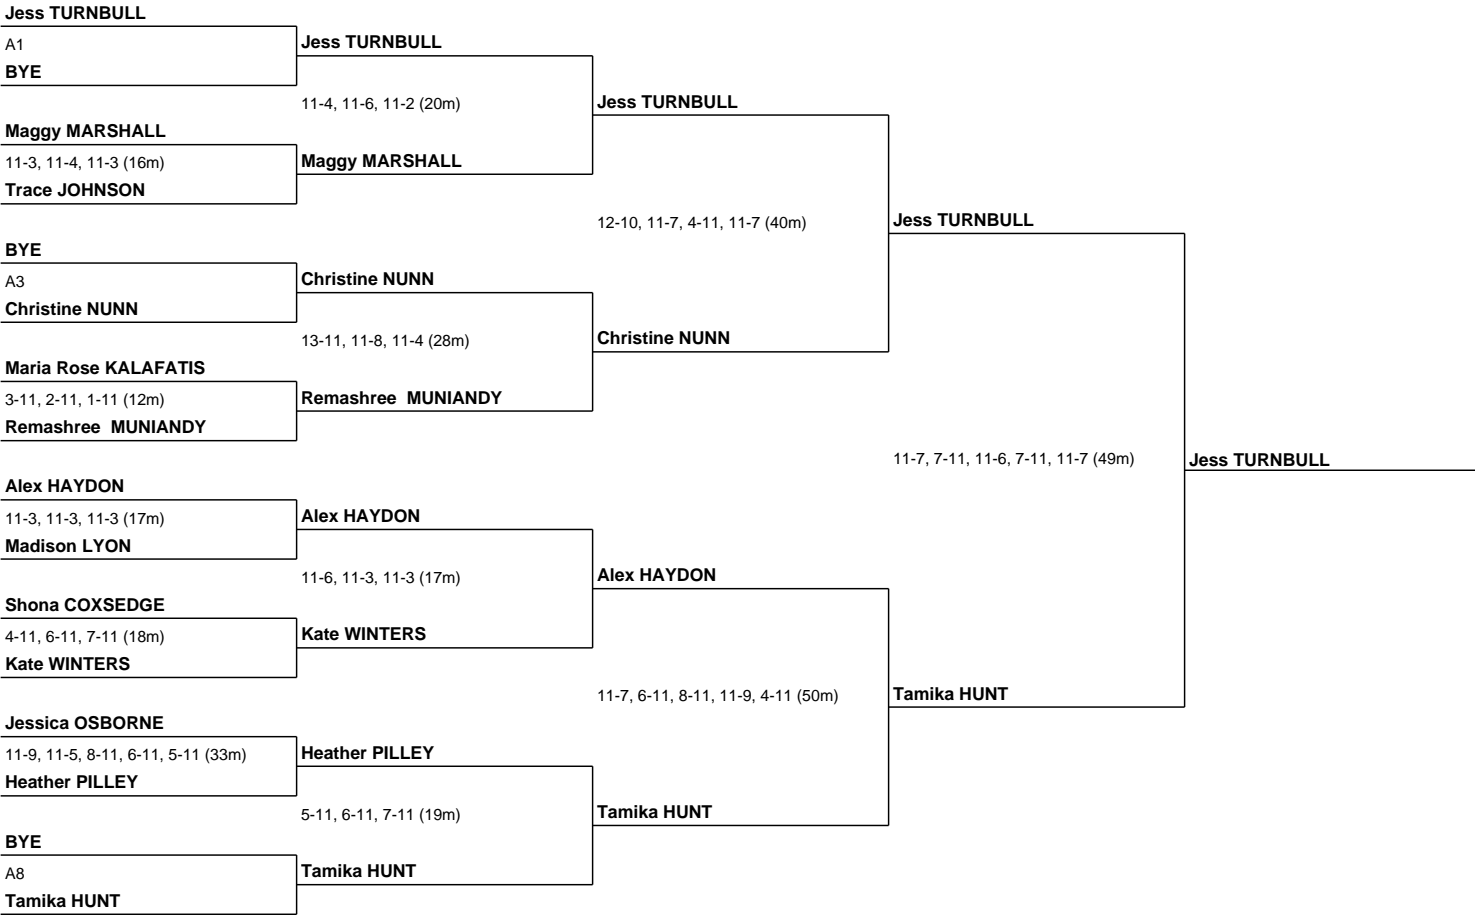 Jess TURNBULL
A1
BYE
Maggy MARSHALL
11-3, 11-4, 11-3 (16m)
Trace JOHNSON
BYE
A3
Christine NUNN
Maria Rose KALAFATIS
3-11, 2-11, 1-11 (12m)
Remashree  MUNIANDY
Alex HAYDON
11-3, 11-3, 11-3 (17m)
Madison LYON
Shona COXSEDGE
4-11, 6-11, 7-11 (18m)
Kate WINTERS
Jessica OSBORNE
11-9, 11-5, 8-11, 6-11, 5-11 (33m)
Heather PILLEY
BYE
A8
Tamika HUNT
Jess TURNBULL
11-4, 11-6, 11-2 (20m)
Maggy MARSHALL
Christine NUNN
13-11, 11-8, 11-4 (28m)
Remashree  MUNIANDY
Alex HAYDON
11-6, 11-3, 11-3 (17m)
Kate WINTERS
Heather PILLEY
5-11, 6-11, 7-11 (19m)
Tamika HUNT
Jess TURNBULL
12-10, 11-7, 4-11, 11-7 (40m)
Christine NUNN
Alex HAYDON
11-7, 6-11, 8-11, 11-9, 4-11 (50m)
Tamika HUNT
Jess TURNBULL
11-7, 7-11, 11-6, 7-11, 11-7 (49m)
Tamika HUNT
Jess TURNBULL